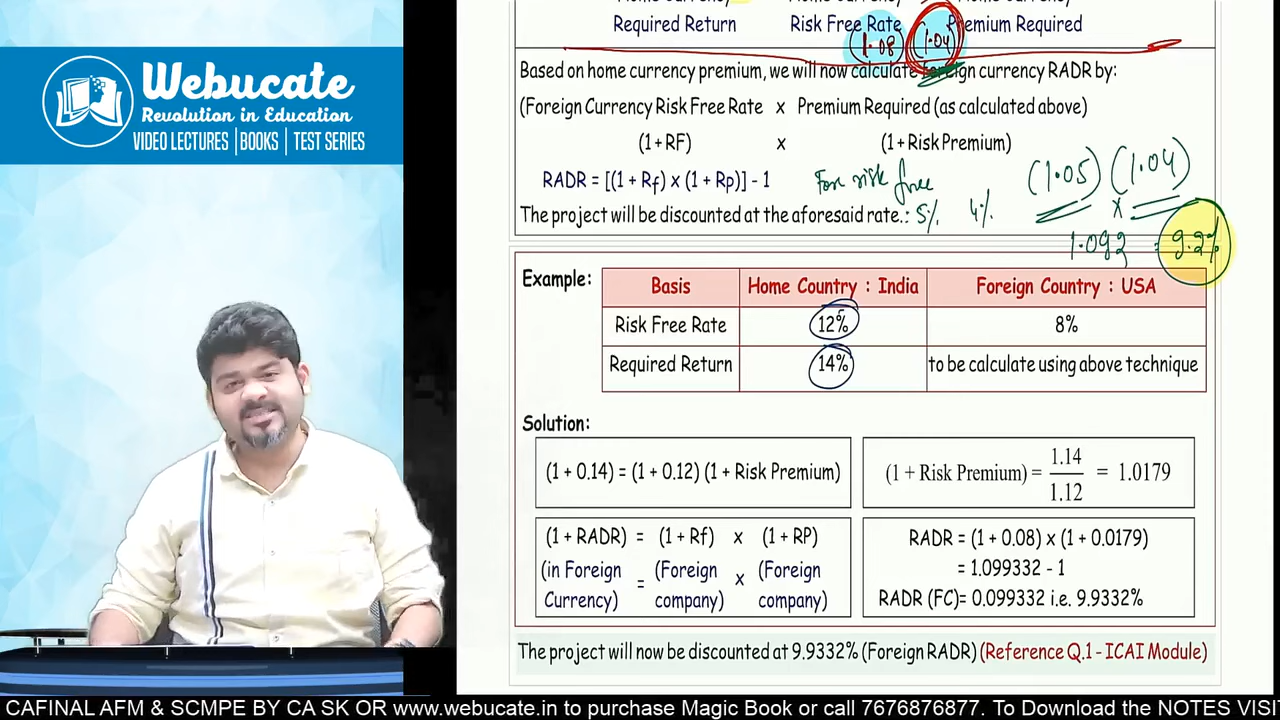 Webucate
Revolution in Education
VIDEO LECTURES | BOOKS | TEST SERIES
Required Return Risk Free Rate Premium Required
(1.08) (1.04)
Based on home currency premium, we will now calculate foreign currency RADR by:
(Foreign Currency Risk Free Rate x Premium Required (as calculated above)
(1 + RF) x (1 + Risk Premium)
RADR = [(1 + Rf) x (1 + Rp)] - 1
For risk free
(1.05) (1.04)
x
The project will be discounted at the aforesaid rate.:
5% 4%
1.092 = 9.2%
Example:
Basis Home Country : India Foreign Country : USA
Risk Free Rate 12% 8%
Required Return 14% to be calculate using above technique
Solution:
(1 + 0.14) = (1 + 0.12) (1 + Risk Premium)
(1 + Risk Premium) = 1.14 / 1.12 = 1.0179
(1 + RADR) = (1 + Rf) x (1 + RP)
(in Foreign Currency) = (Foreign company) x (Foreign company)
RADR = (1 + 0.08) x (1 + 0.0179)
= 1.099332 - 1
RADR (FC)= 0.099332 i.e. 9.9332%
The project will now be discounted at 9.9332% (Foreign RADR) (Reference Q.1 - ICAI Module)
CAFINAL AFM & SCMPE BY CA SK OR www.webucate.in to purchase Magic Book or call 7676876877. To Download the NOTES VISI